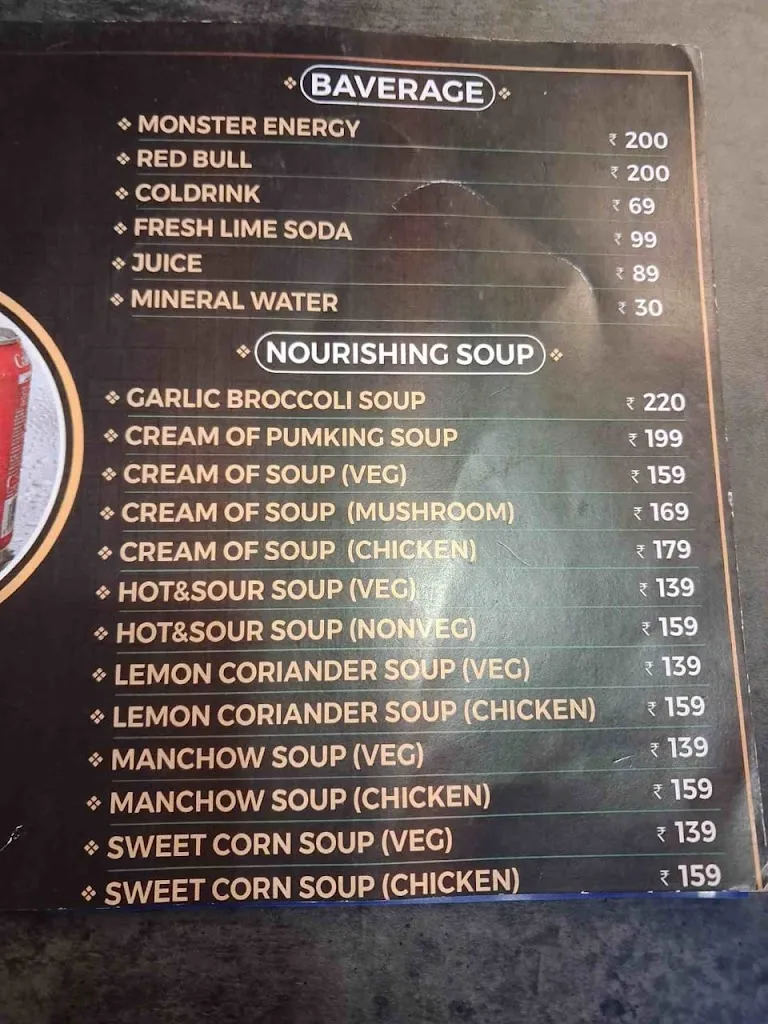 BAVERAGE
MONSTER ENERGY ₹ 200
RED BULL ₹ 200
COLDRINK ₹ 69
FRESH LIME SODA ₹ 99
JUICE ₹ 89
MINERAL WATER ₹ 30
NOURISHING SOUP
GARLIC BROCCOLI SOUP ₹ 220
CREAM OF PUMKING SOUP ₹ 199
CREAM OF SOUP (VEG) ₹ 159
CREAM OF SOUP (MUSHROOM) ₹ 169
CREAM OF SOUP (CHICKEN) ₹ 179
HOT&SOUR SOUP (VEG) ₹ 139
HOT&SOUR SOUP (NONVEG) ₹ 159
LEMON CORIANDER SOUP (VEG) ₹ 139
LEMON CORIANDER SOUP (CHICKEN) ₹ 159
MANCHOW SOUP (VEG) ₹ 139
MANCHOW SOUP (CHICKEN) ₹ 159
SWEET CORN SOUP (VEG) ₹ 139
SWEET CORN SOUP (CHICKEN) ₹ 159